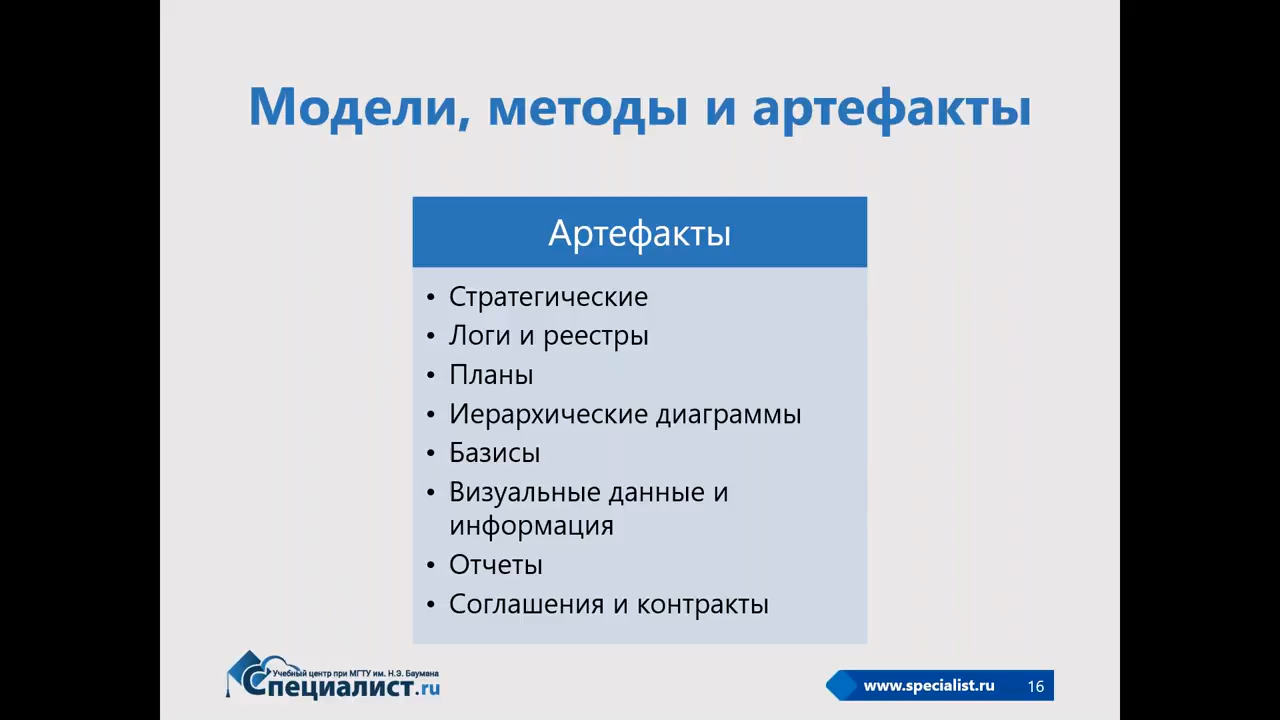 Модели, методы и артефакты
Артефакты
• Стратегические
• Логи и реестры
• Планы
• Иерархические диаграммы
• Базисы
• Визуальные данные и
информация
• Отчеты
• Соглашения и контракты
Учебный центр при МГТУ им. Н.Э. Баумана
Специалист.ru
www.specialist.ru 16